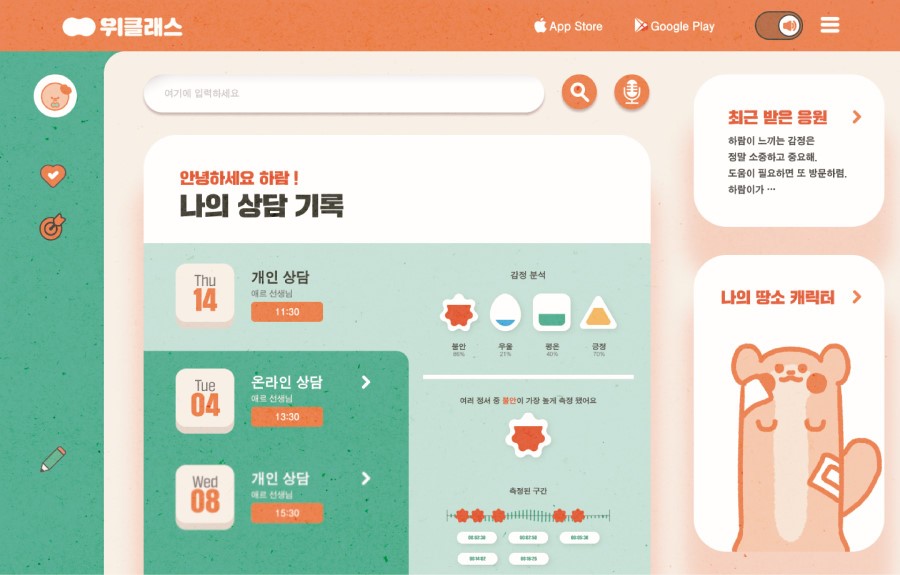 위클래스
App Store
Google Play
여기에 입력하세요
안녕하세요 하람 !
나의 상담 기록
Thu
14
개인 상담
애르 선생님
11:30
Tue
04
온라인 상담
애르 선생님
13:30
Wed
08
개인 상담
애르 선생님
15:30
감정 분석
불안
우울
평온
긍정
86%
21%
40%
70%
여러 정서 중 불안이 가장 높게 측정 됐어요
측정된 구간
최근 받은 응원
하람이 느끼는 감정은
정말 소중하고 중요해.
도움이 필요하면 또 방문하렴.
하람이가 …
나의 땅소 캐릭터